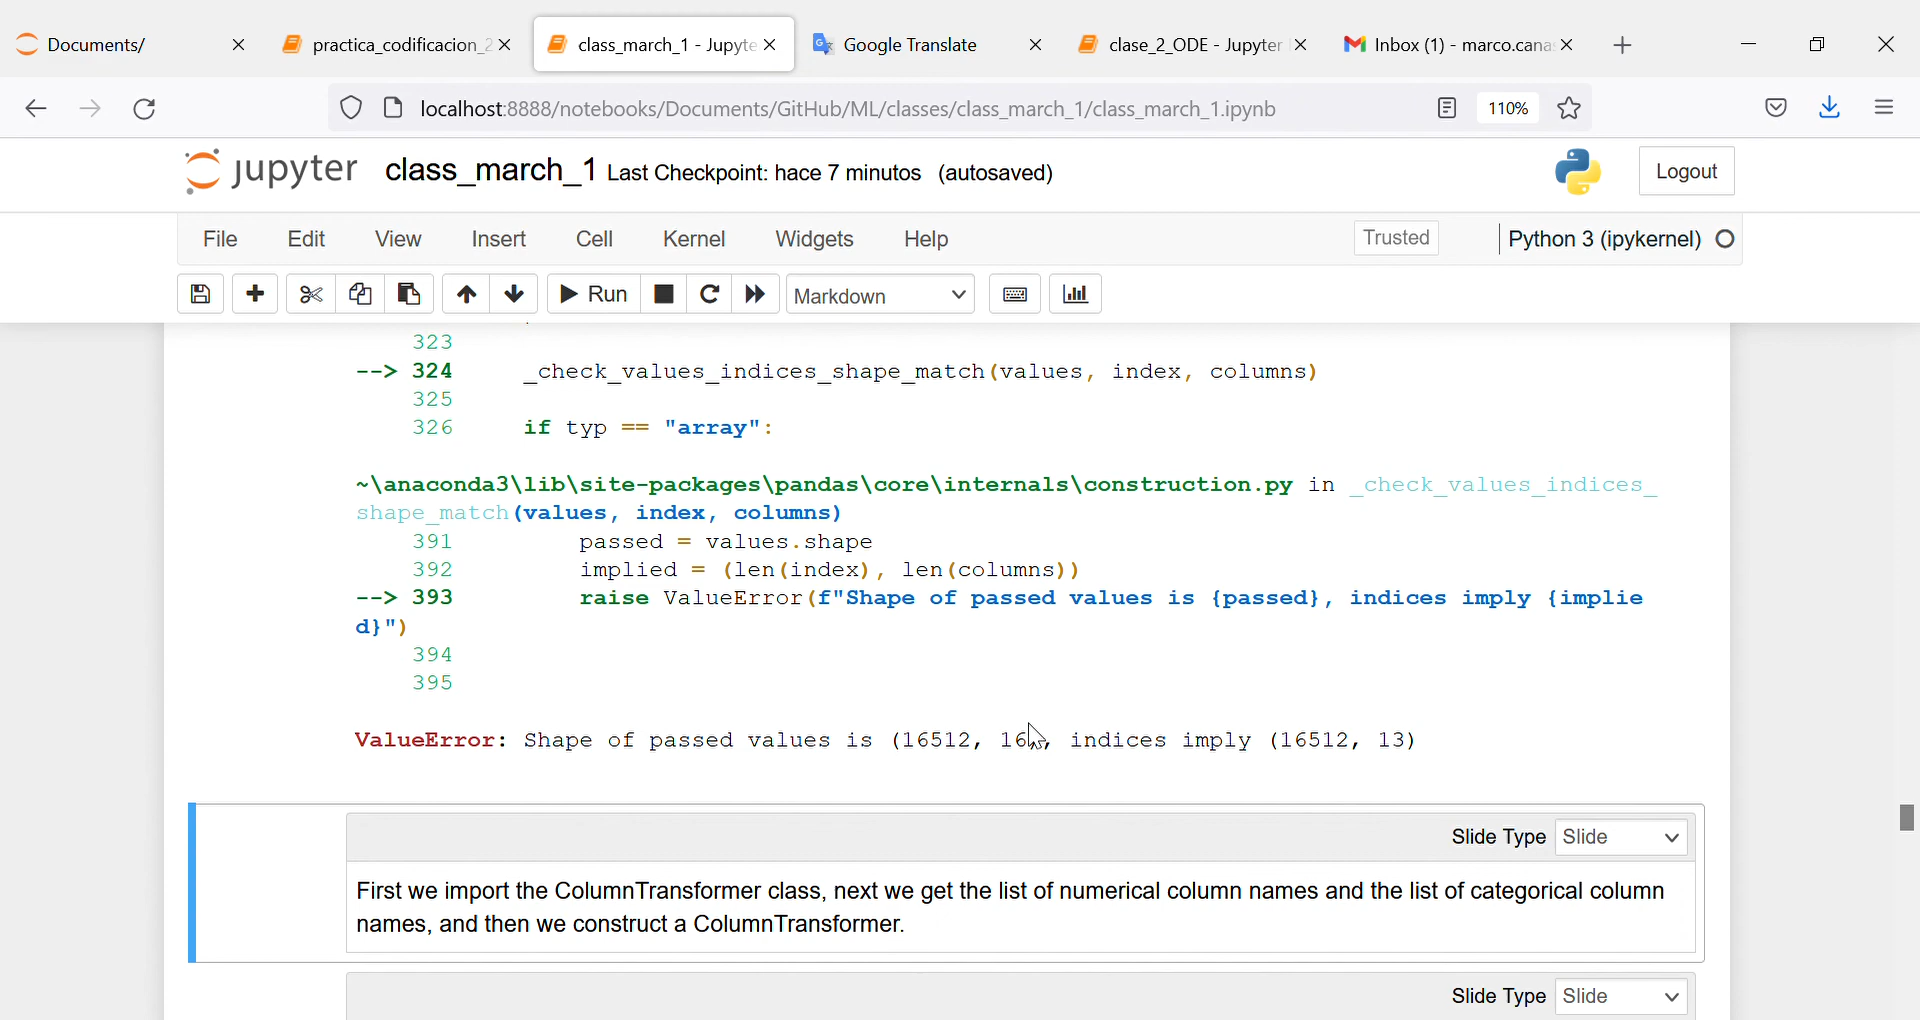 Documents/
practica_codificacion_2
class_march_1 - Jupyte
Google Translate
clase_2_ODE - Jupyter
Inbox (1) - marco.cana
localhost:8888/notebooks/Documents/GitHub/ML/classes/class_march_1/class_march_1.ipynb
110%
jupyter class_march_1 Last Checkpoint: hace 7 minutos (autosaved)
Logout
File Edit View Insert Cell Kernel Widgets Help
Trusted
Python 3 (ipykernel)
Run
Markdown
323
--> 324     _check_values_indices_shape_match(values, index, columns)
325
326     if typ == "array":
~\anaconda3\lib\site-packages\pandas\core\internals\construction.py in _check_values_indices_
shape_match(values, index, columns)
391         passed = values.shape
392         implied = (len(index), len(columns))
--> 393         raise ValueError(f"Shape of passed values is {passed}, indices imply {implie
d}")
394
395
ValueError: Shape of passed values is (16512, 16), indices imply (16512, 13)
Slide Type Slide
First we import the ColumnTransformer class, next we get the list of numerical column names and the list of categorical column
names, and then we construct a ColumnTransformer.
Slide Type Slide